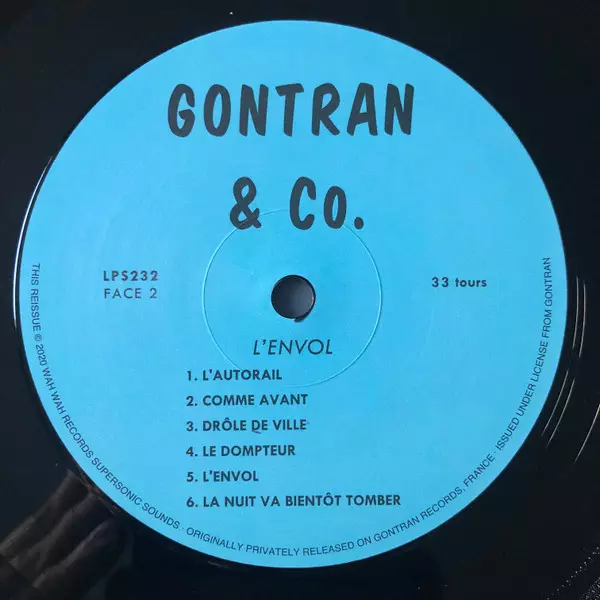 GONTRAN
& Co.
LPS232
FACE 2
33 tours
L'ENVOL
1. L'AUTORAIL
2. COMME AVANT
3. DRÔLE DE VILLE
4. LE DOMPTEUR
5. L'ENVOL
6. LA NUIT VA BIENTÔT TOMBER
THIS REISSUE © 2020 WAH WAH RECORDS SUPERSONIC SOUNDS · ORIGINALLY PRIVATELY RELEASED ON GONTRAN RECORDS, FRANCE · ISSUED UNDER LICENSE FROM GONTRAN